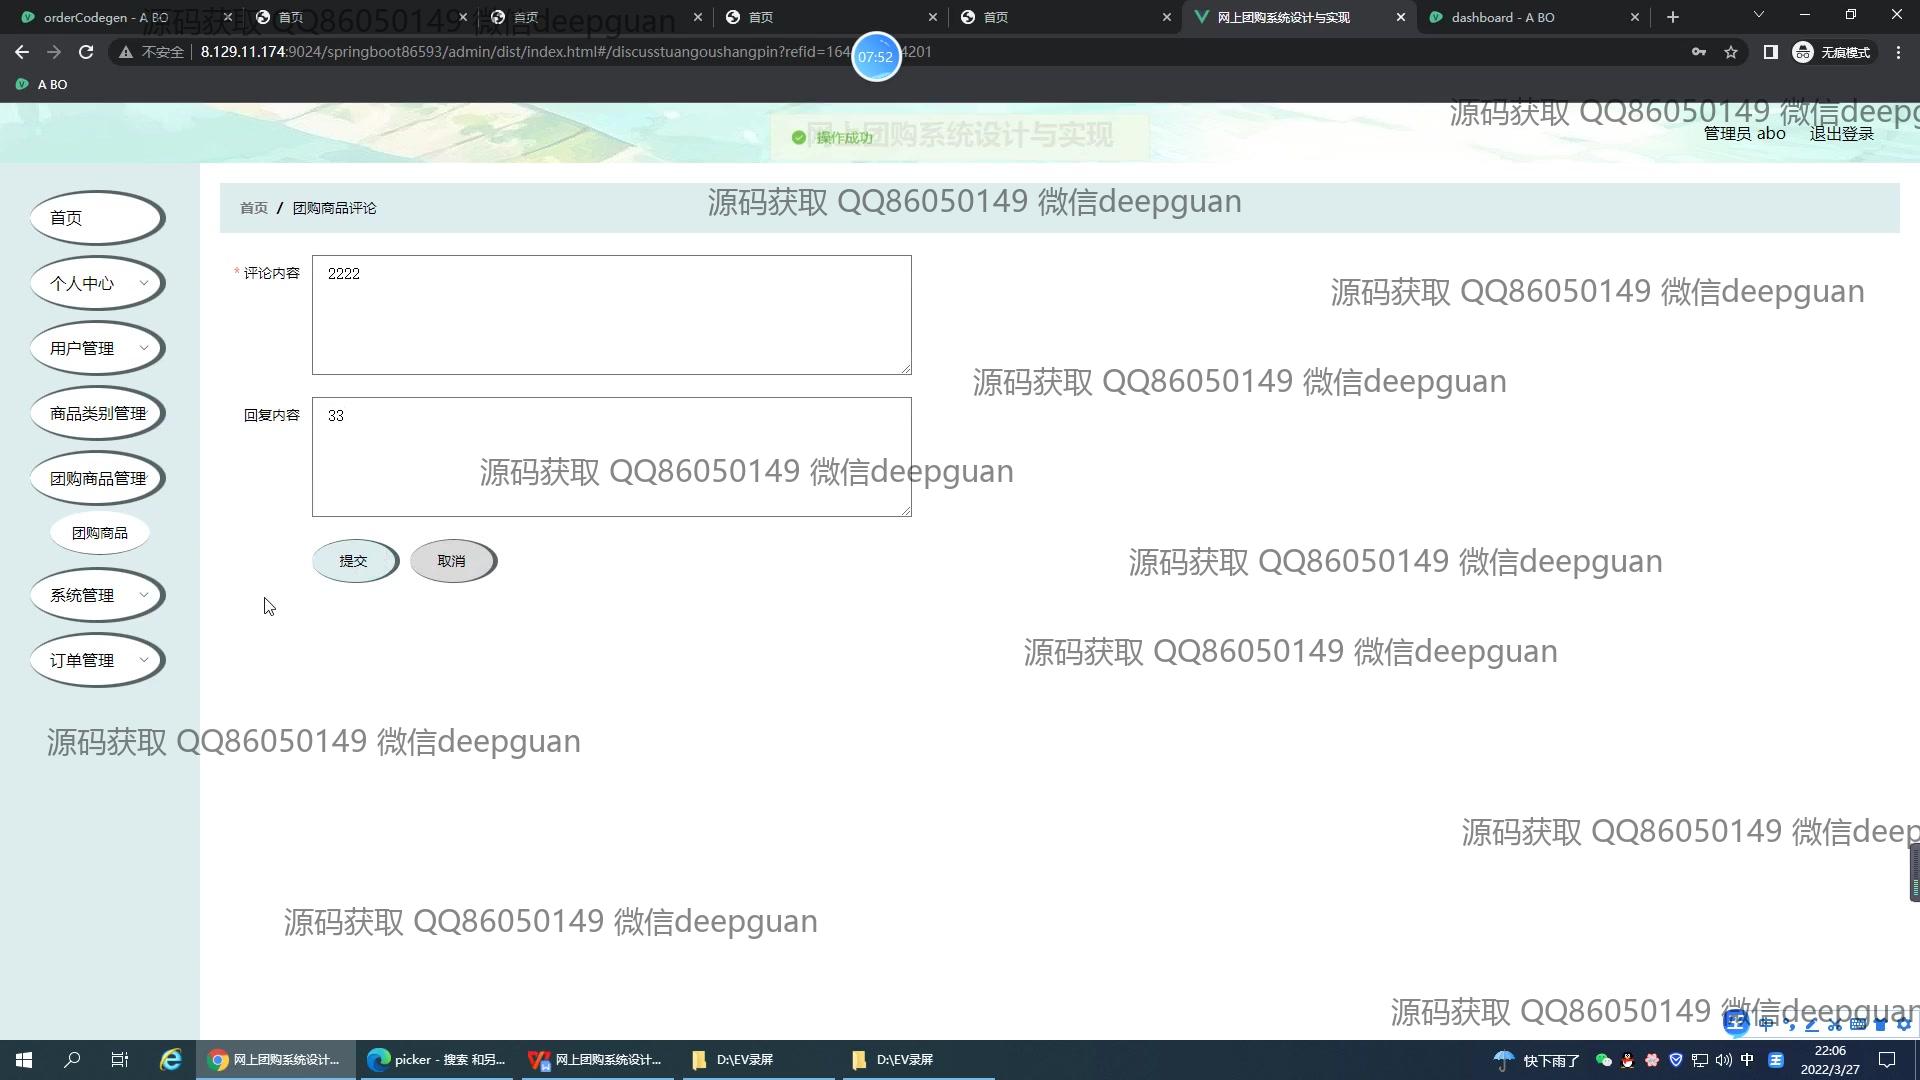 orderCodegen - A BO
首页
首页
首页
首页
网上团购系统设计与实现
dashboard - A BO
源码获取 QQ86050149 微信deepguan
不安全
8.129.11.174:9024/springboot86593/admin/dist/index.html#/discusstuangoushangpin?refid=164
4201
07:52
无痕模式
A BO
源码获取 QQ86050149 微信deepg
网上团购系统设计与实现
操作成功
管理员 abo
退出登录
首页 / 团购商品评论
源码获取 QQ86050149 微信deepguan
首页
个人中心
用户管理
商品类别管理
团购商品管理
团购商品
系统管理
订单管理
* 评论内容
2222
源码获取 QQ86050149 微信deepguan
源码获取 QQ86050149 微信deepguan
回复内容
33
源码获取 QQ86050149 微信deepguan
提交
取消
源码获取 QQ86050149 微信deepguan
源码获取 QQ86050149 微信deepguan
源码获取 QQ86050149 微信deepguan
源码获取 QQ86050149 微信deep
源码获取 QQ86050149 微信deepguan
源码获取 QQ86050149 微信deepguan
中
网上团购系统设计...
picker - 搜索 和另...
网上团购系统设计...
D:\EV录屏
D:\EV录屏
快下雨了
中
22:06
2022/3/27